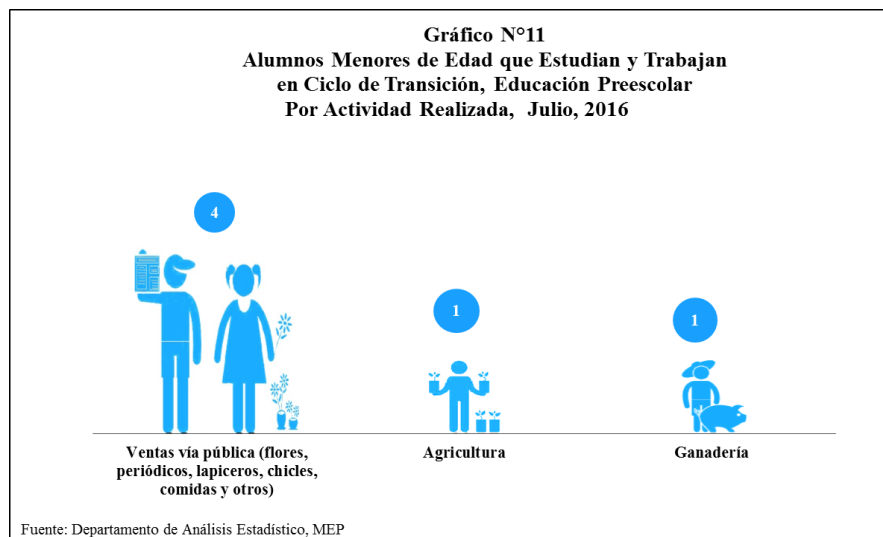 Gráfico N°11
Alumnos Menores de Edad que Estudian y Trabajan
en Ciclo de Transición, Educación Preescolar
Por Actividad Realizada, Julio, 2016
4
1
1
Ventas vía pública (flores,
periódicos, lapiceros, chicles,
comidas y otros)
Agricultura
Ganadería
Fuente: Departamento de Análisis Estadístico, MEP